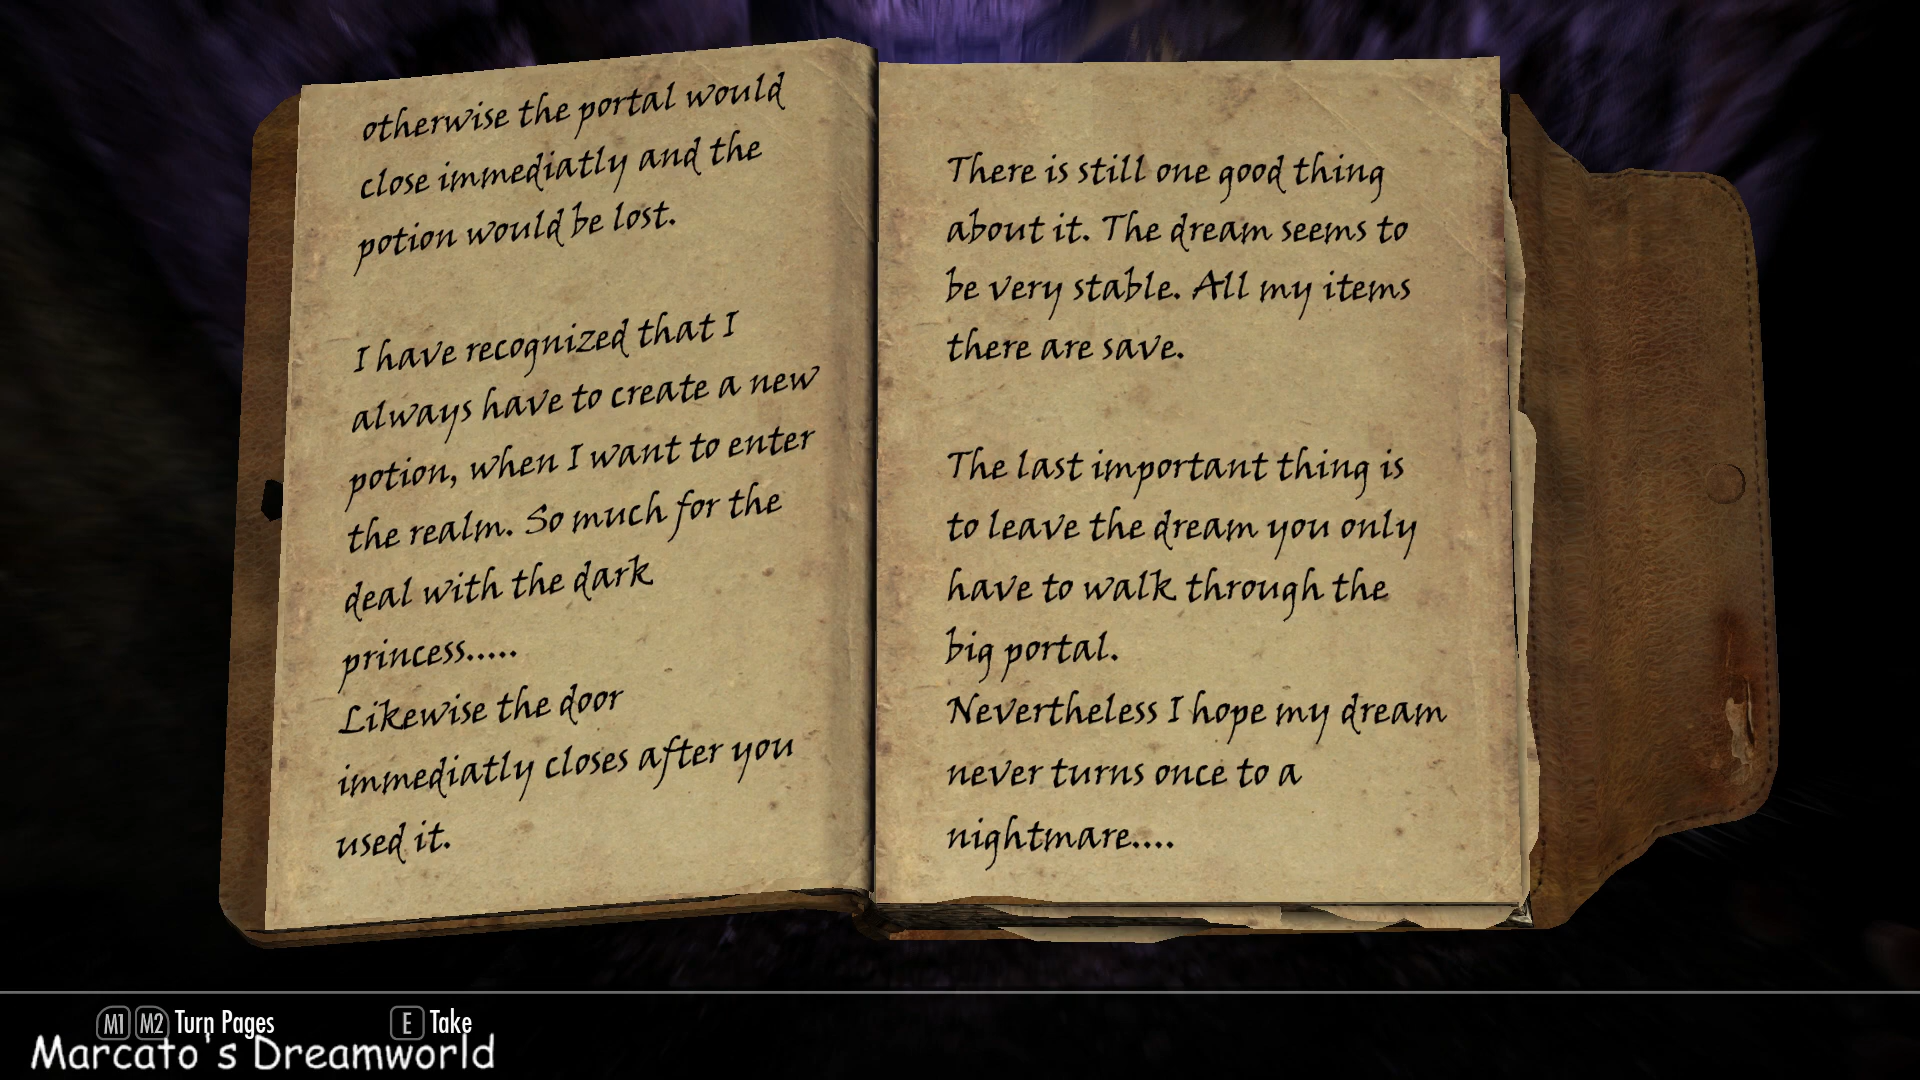 otherwise the portal would
close immediatly and the
potion would be lost.
I have recognized that I
always have to create a new
potion, when I want to enter
the realm. So much for the
deal with the dark
princess.....
Likewise the door
immediatly closes after you
used it.
There is still one good thing
about it. The dream seems to
be very stable. All my items
there are save.
The last important thing is
to leave the dream you only
have to walk through the
big portal.
Nevertheless I hope my dream
never turns once to a
nightmare....
M1 M2 Turn Pages E Take
Marcato's Dreamworld